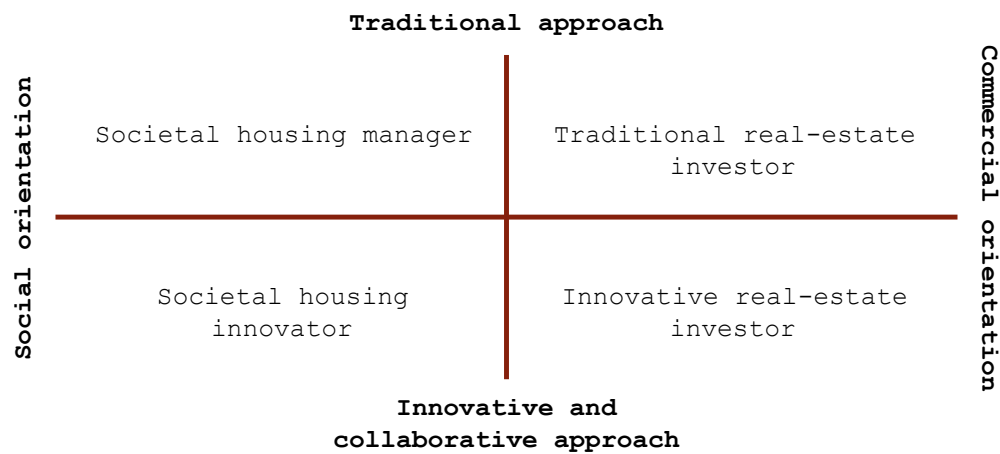 Traditional approach
Social orientation
Commercial orientation
Societal housing manager
Traditional real-estate
investor
Societal housing
innovator
Innovative real-estate
investor
Innovative and
collaborative approach